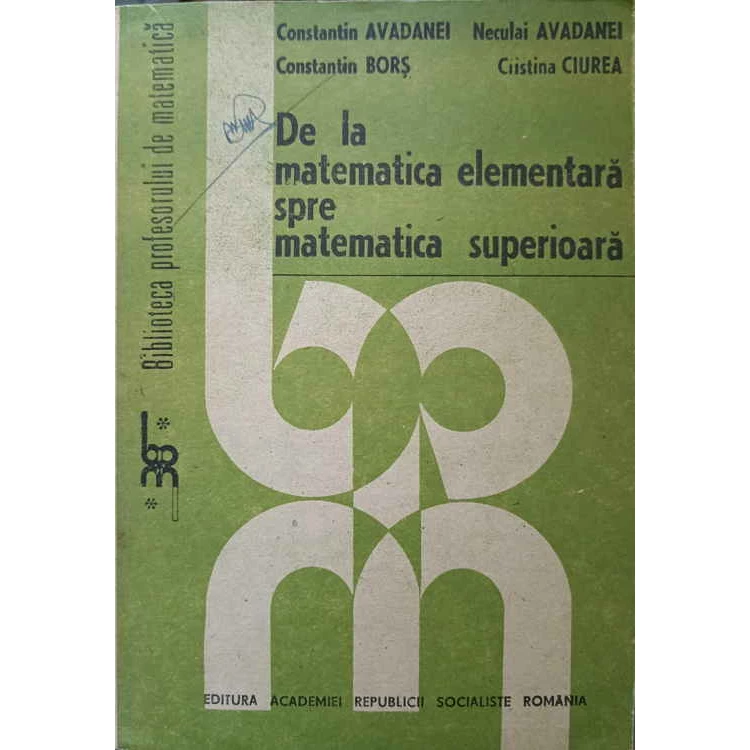 Constantin AVADANEI Neculai AVADANEI
Constantin BORȘ Cristina CIUREA
De la
matematica elementară
spre
matematica superioară
Biblioteca profesorului de matematică
EDITURA ACADEMIEI REPUBLICII SOCIALISTE ROMÂNIA